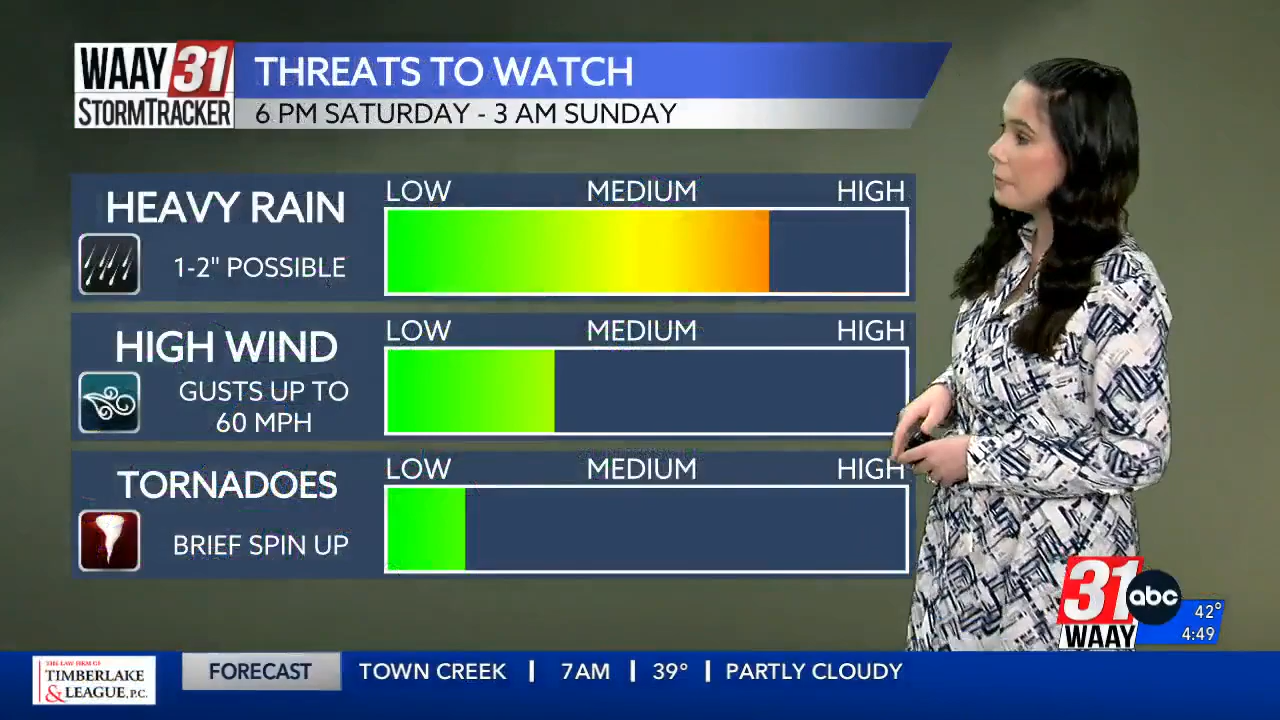 WAAY 31
STORMTRACKER
THREATS TO WATCH
6 PM SATURDAY - 3 AM SUNDAY
HEAVY RAIN
1-2" POSSIBLE
LOW MEDIUM HIGH
HIGH WIND
GUSTS UP TO
60 MPH
LOW MEDIUM HIGH
TORNADOES
BRIEF SPIN UP
LOW MEDIUM HIGH
31
abc
WAAY
42°
4:49
THE LAW FIRM OF
TIMBERLAKE
& LEAGUE, P.C.
FORECAST
TOWN CREEK | 7AM | 39° | PARTLY CLOUDY